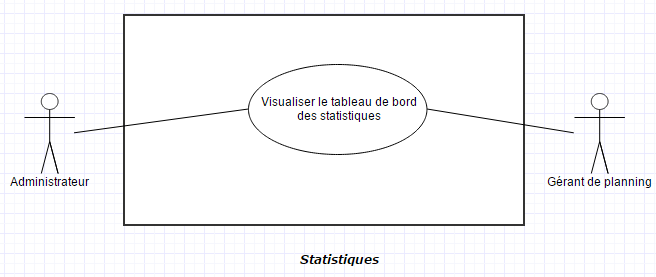 Visualiser le tableau de bord
des statistiques
Administrateur
Gérant de planning
Statistiques